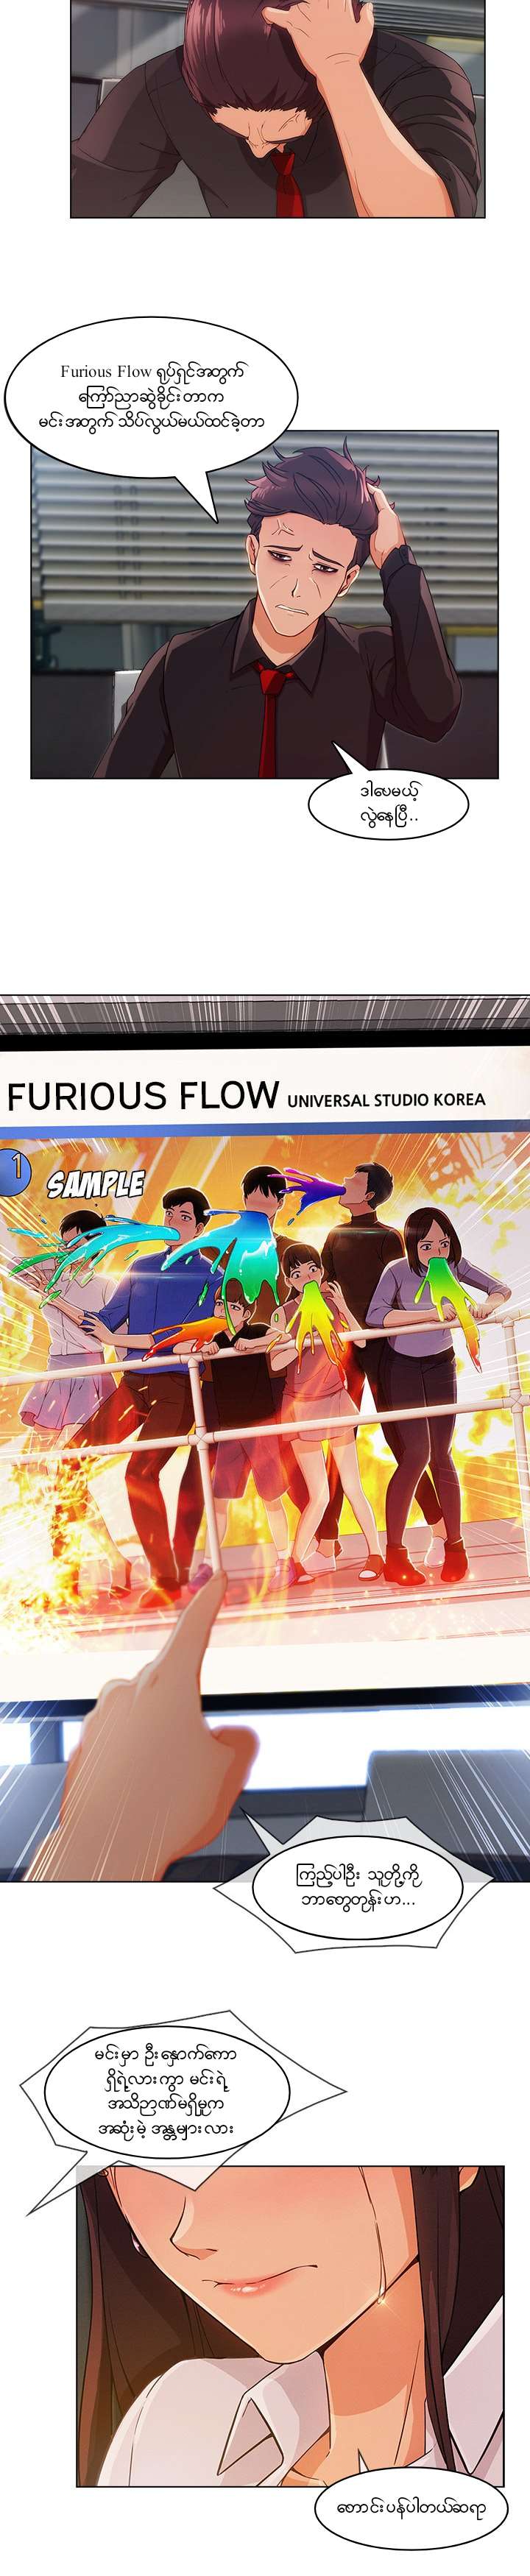 Furious Flow ရုပ်ရှင်အတွက်
ကြော်ညာဆွဲခိုင်းတာက
မင်းအတွက် သိပ်လွယ်မယ်ထင်ခဲ့တာ
ဒါပေမယ့်
လွဲနေပြီ..
FURIOUS FLOW UNIVERSAL STUDIO KOREA
1
SAMPLE
ကြည့်ပါဦး သူတို့ကို
ဘာတွေတုန်းဟ...
မင်းမှာ ဦးနှောက်ကော
ရှိရဲ့လားကွာ မင်းရဲ့
အသိဉာဏ်မရှိမှုက
အဆုံးမဲ့ အန္တများလား
တောင်းပန်ပါတယ်ဆရာ